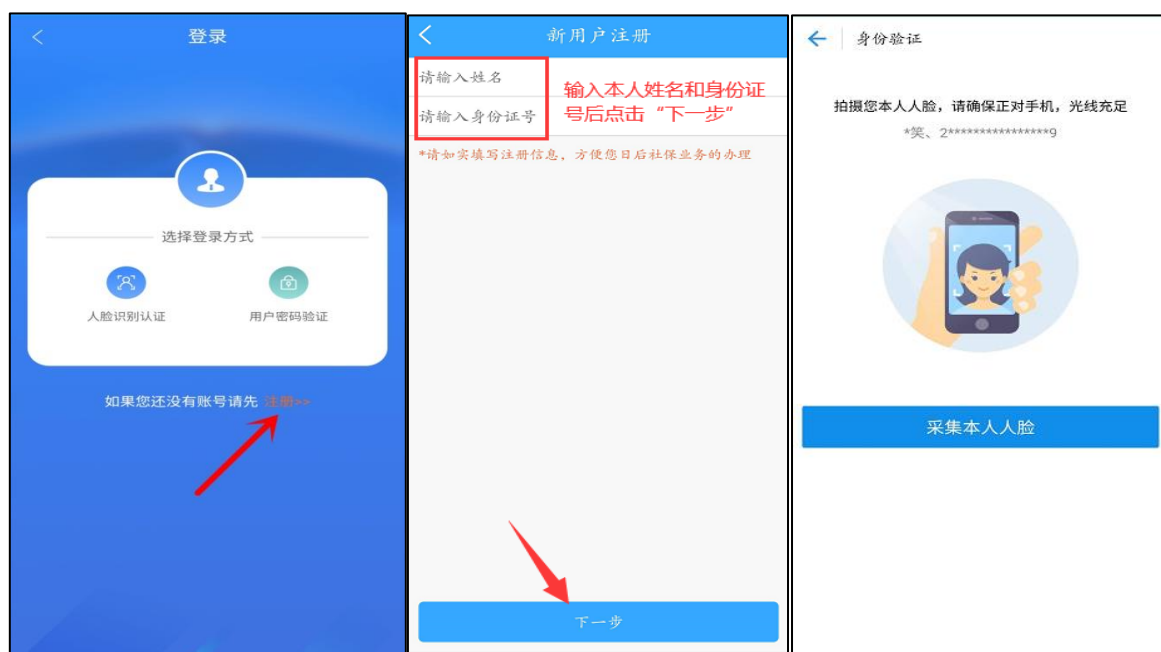 登录
选择登录方式
人脸识别认证
用户密码验证
如果您还没有账号请先 注册>>
新用户注册
请输入姓名
请输入身份证号
输入本人姓名和身份证
号后点击“下一步”
*请如实填写注册信息，方便您日后社保业务的办理
下一步
身份验证
拍摄您本人人脸，请确保正对手机，光线充足
*笑、2****************9
采集本人人脸